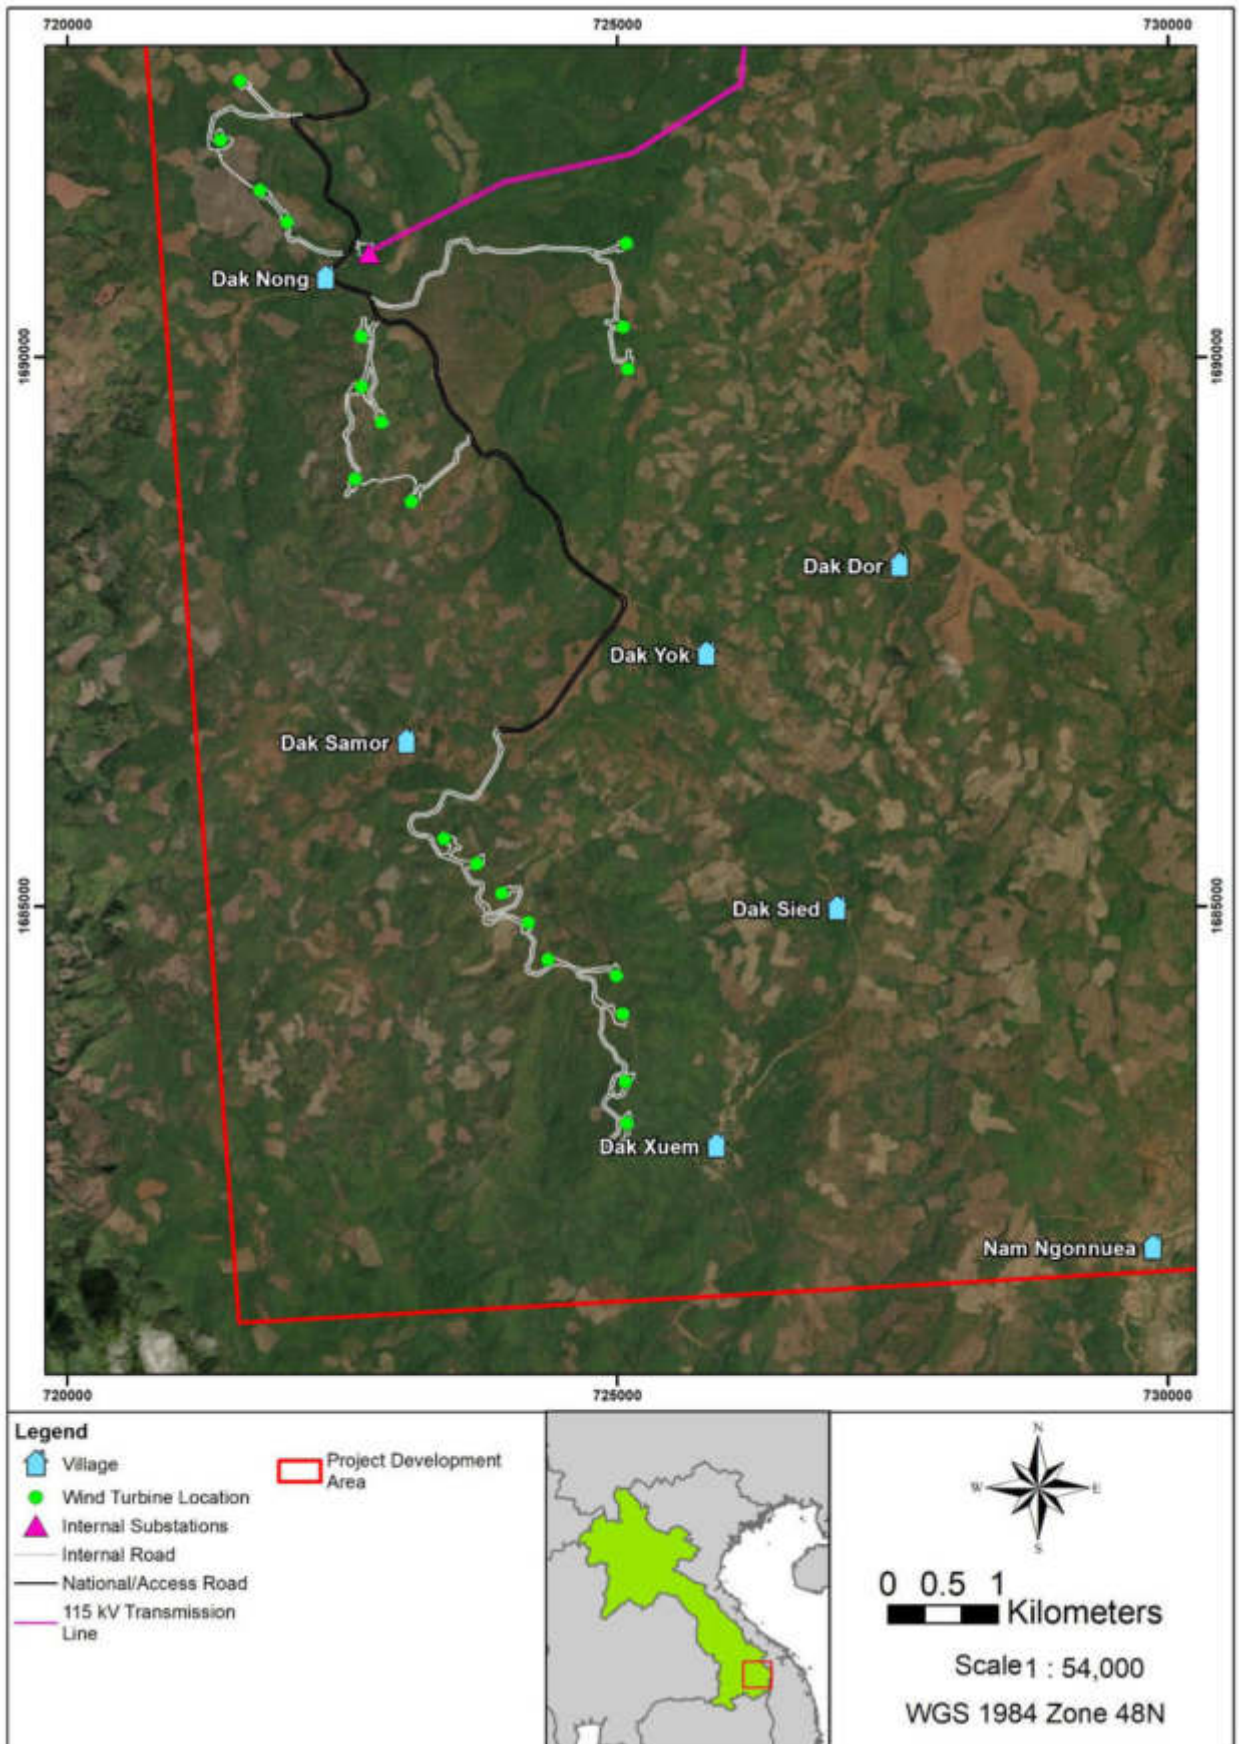 720000 725000 730000
Dak Nong
1690000 1690000
Dak Dor
Dak Yok
Dak Samor
1685000 1685000
Dak Sied
Dak Xuem
Nam Ngonnuea
720000 725000 730000
Legend
Village
Wind Turbine Location
Internal Substations
Internal Road
National/Access Road
115 kV Transmission
Line
Project Development
Area
N
W E
S
0 0.5 1
Kilometers
Scale 1 : 54,000
WGS 1984 Zone 48N